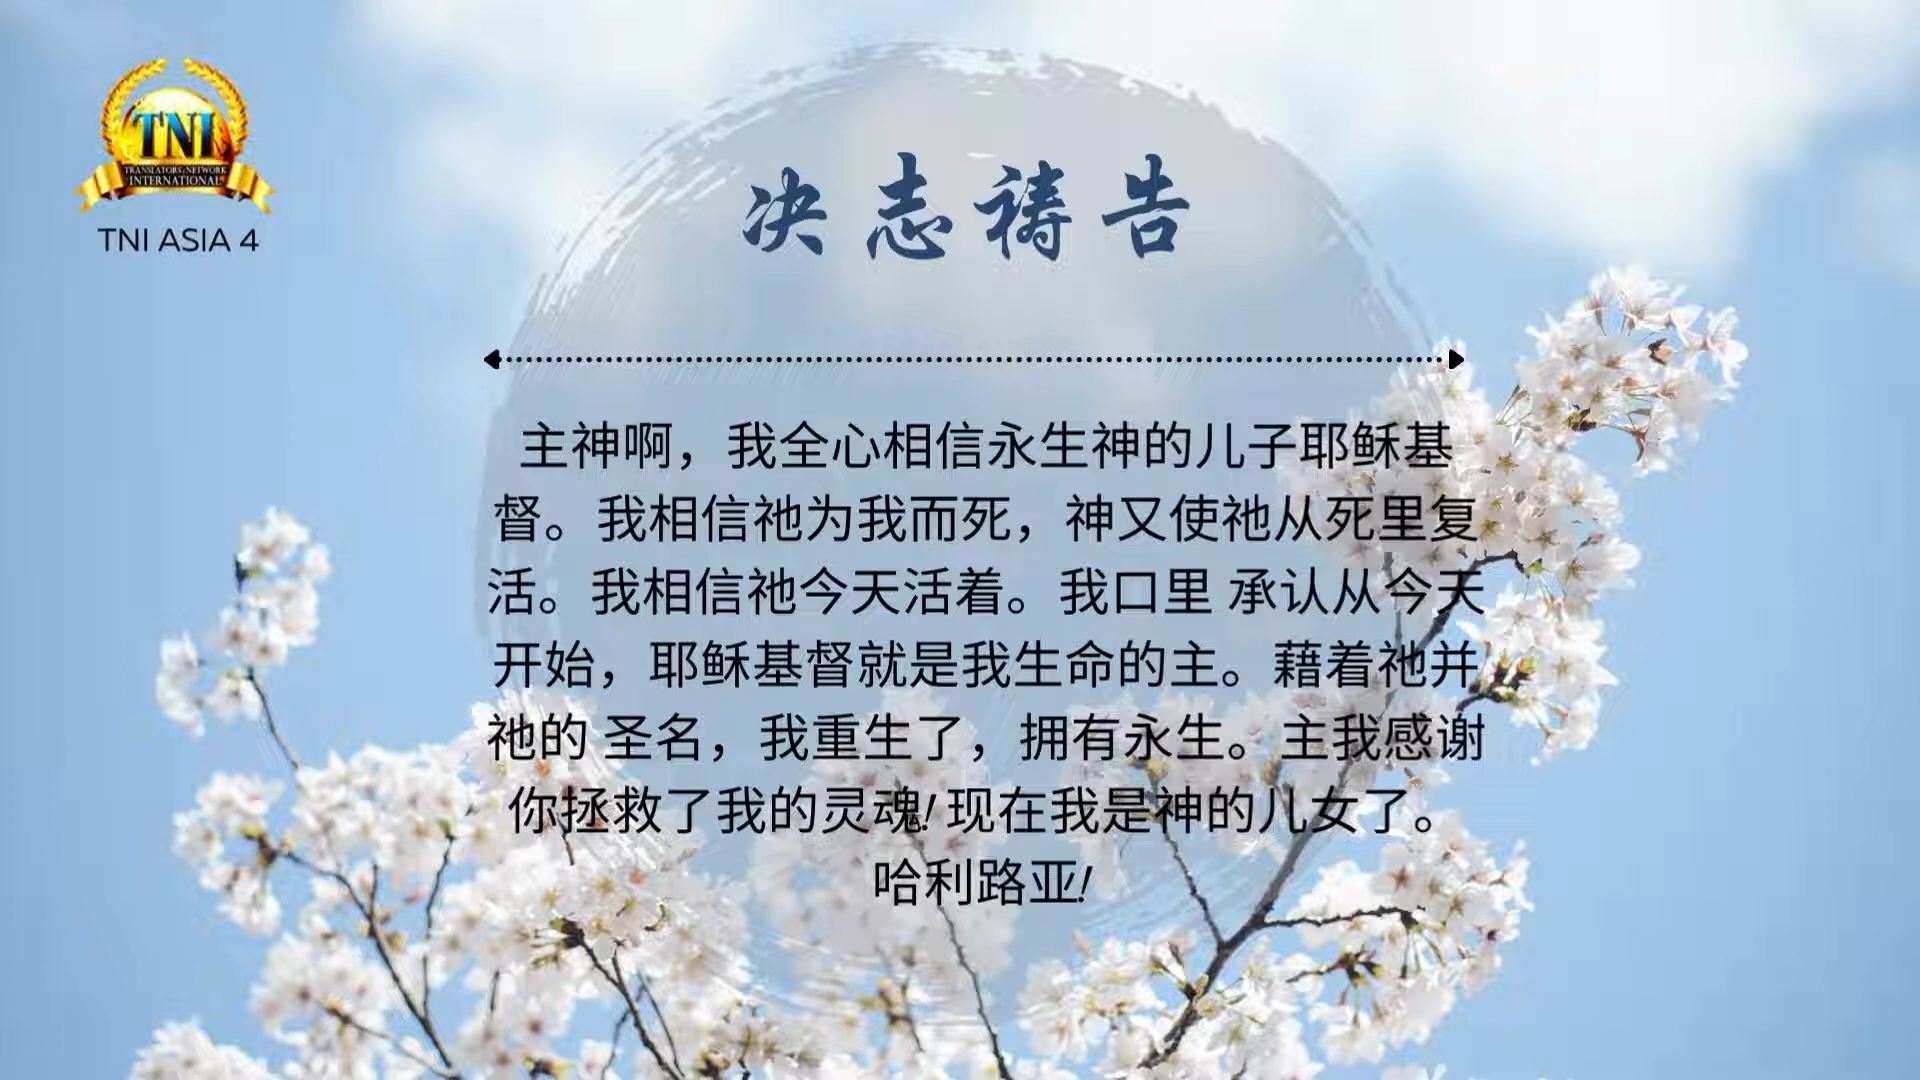 TNI
TRANSLATORS NETWORK
INTERNATIONAL
TNI ASIA 4
决志祷告
主神啊，我全心相信永生神的儿子耶稣基
督。我相信祂为我而死，神又使祂从死里复
活。我相信祂今天活着。我口里 承认从今天
开始，耶稣基督就是我生命的主。藉着祂并
祂的 圣名，我重生了，拥有永生。主我感谢
你拯救了我的灵魂! 现在我是神的儿女了。
哈利路亚!